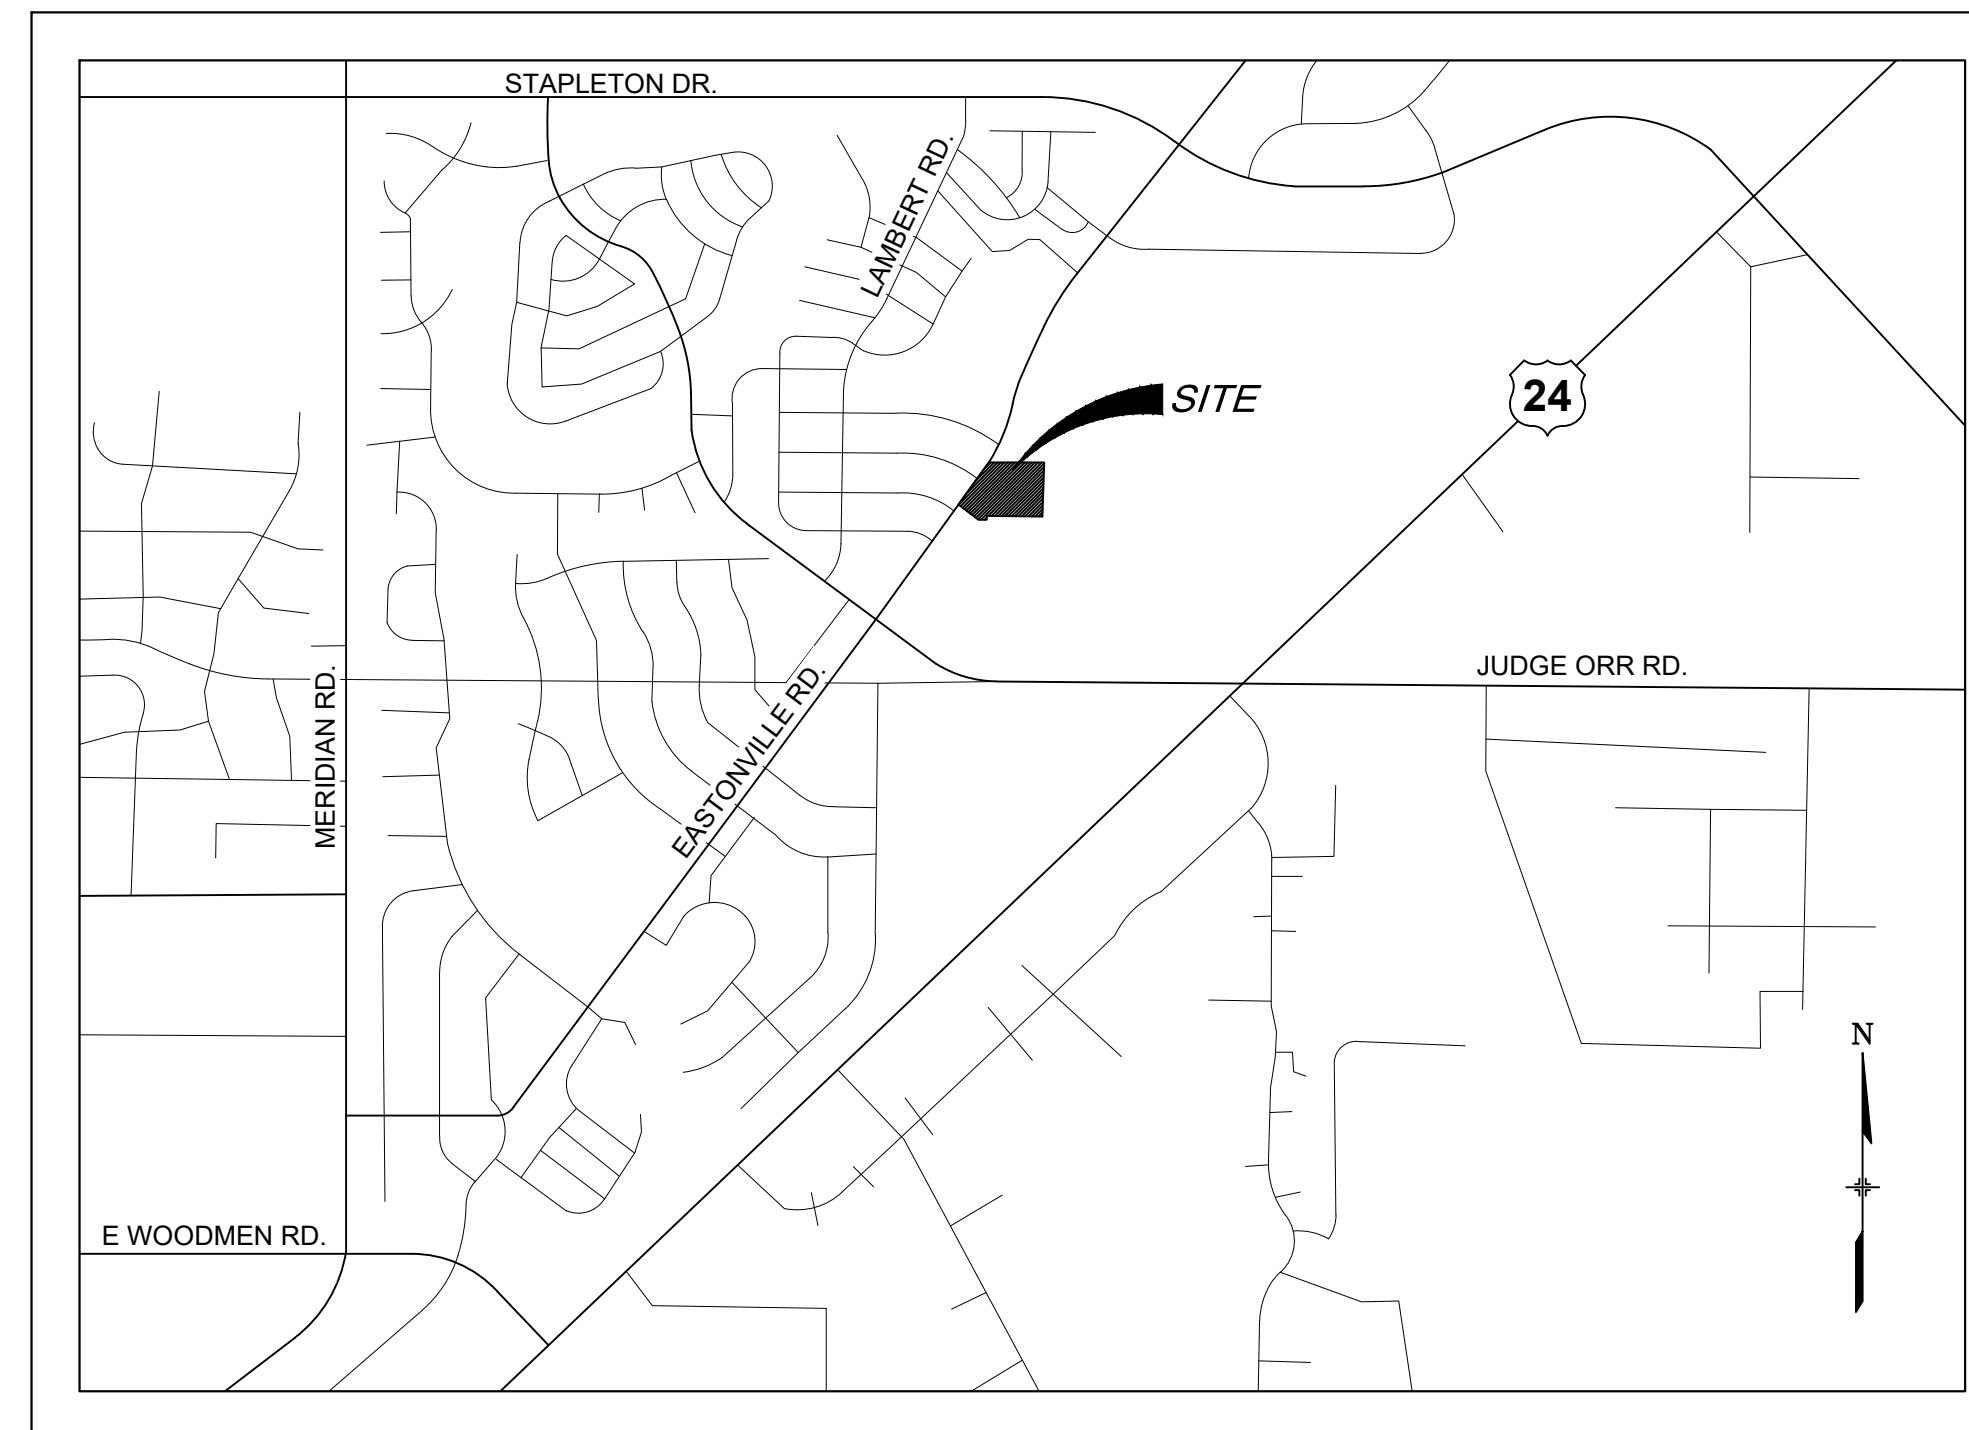 STAPLETON DR.
LAMBERT RD.
SITE
24
JUDGE ORR RD.
MERIDIAN RD.
EASTONVILLE RD.
N
E WOODMEN RD.